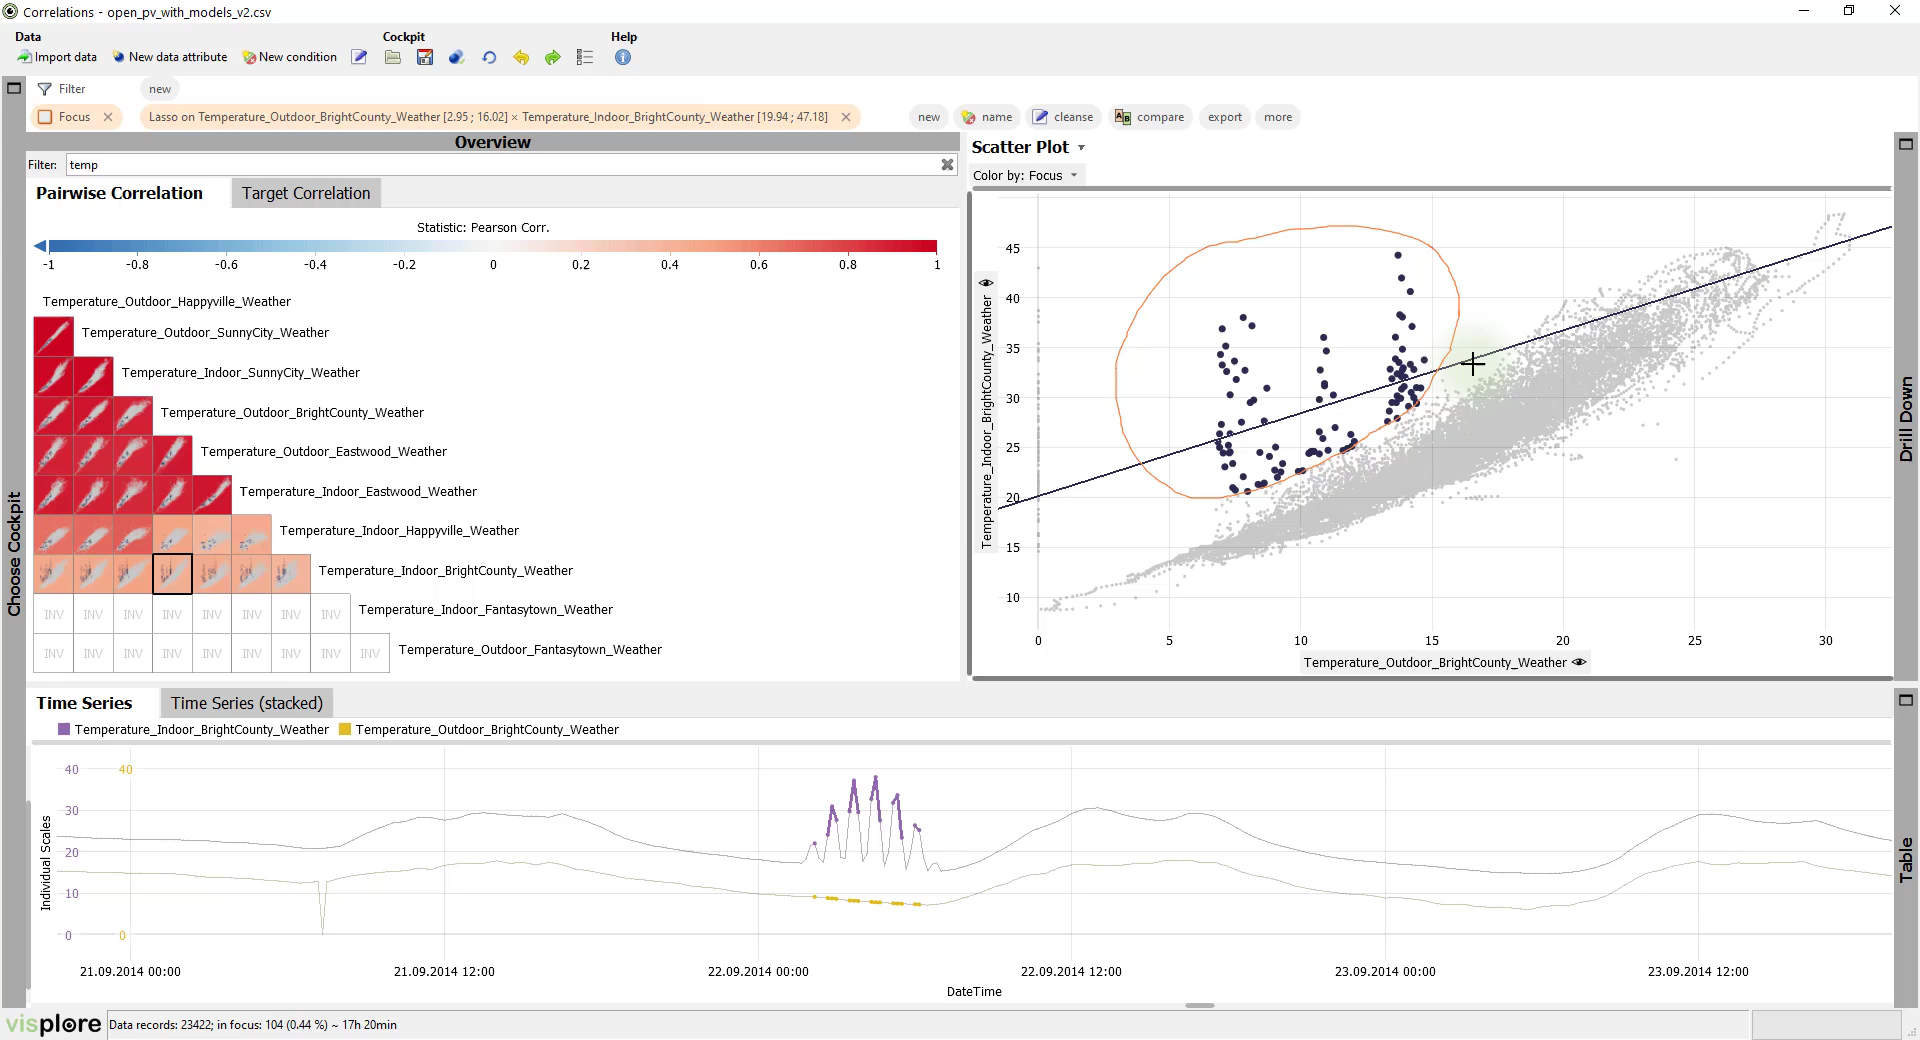 Correlations - open_pv_with_models_v2.csv
Data
Cockpit
Help
Import data
New data attribute
New condition
Filter
new
Focus
Lasso on Temperature_Outdoor_BrightCounty_Weather [2.95 ; 16.02] × Temperature_Indoor_BrightCounty_Weather [19.94 ; 47.18]
new
name
cleanse
compare
export
more
Overview
Filter:
temp
Pairwise Correlation
Target Correlation
Statistic: Pearson Corr.
-1 -0.8 -0.6 -0.4 -0.2 0 0.2 0.4 0.6 0.8 1
Temperature_Outdoor_Happyville_Weather
Temperature_Outdoor_SunnyCity_Weather
Temperature_Indoor_SunnyCity_Weather
Temperature_Outdoor_BrightCounty_Weather
Temperature_Outdoor_Eastwood_Weather
Temperature_Indoor_Eastwood_Weather
Temperature_Indoor_Happyville_Weather
Temperature_Indoor_BrightCounty_Weather
INV INV INV INV INV INV INV INV Temperature_Indoor_Fantasytown_Weather
INV INV INV INV INV INV INV INV INV Temperature_Outdoor_Fantasytown_Weather
Choose Cockpit
Scatter Plot
Color by: Focus
Temperature_Indoor_BrightCounty_Weather
45
40
35
30
25
20
15
10
0 5 10 15 20 25 30
Temperature_Outdoor_BrightCounty_Weather
Drill Down
Time Series
Time Series (stacked)
Temperature_Indoor_BrightCounty_Weather
Temperature_Outdoor_BrightCounty_Weather
Individual Scales
40 40
30
20
10
0 0
21.09.2014 00:00
21.09.2014 12:00
22.09.2014 00:00
22.09.2014 12:00
23.09.2014 00:00
23.09.2014 12:00
DateTime
Table
visplore
Data records: 23422; in focus: 104 (0.44 %) ~ 17h 20min